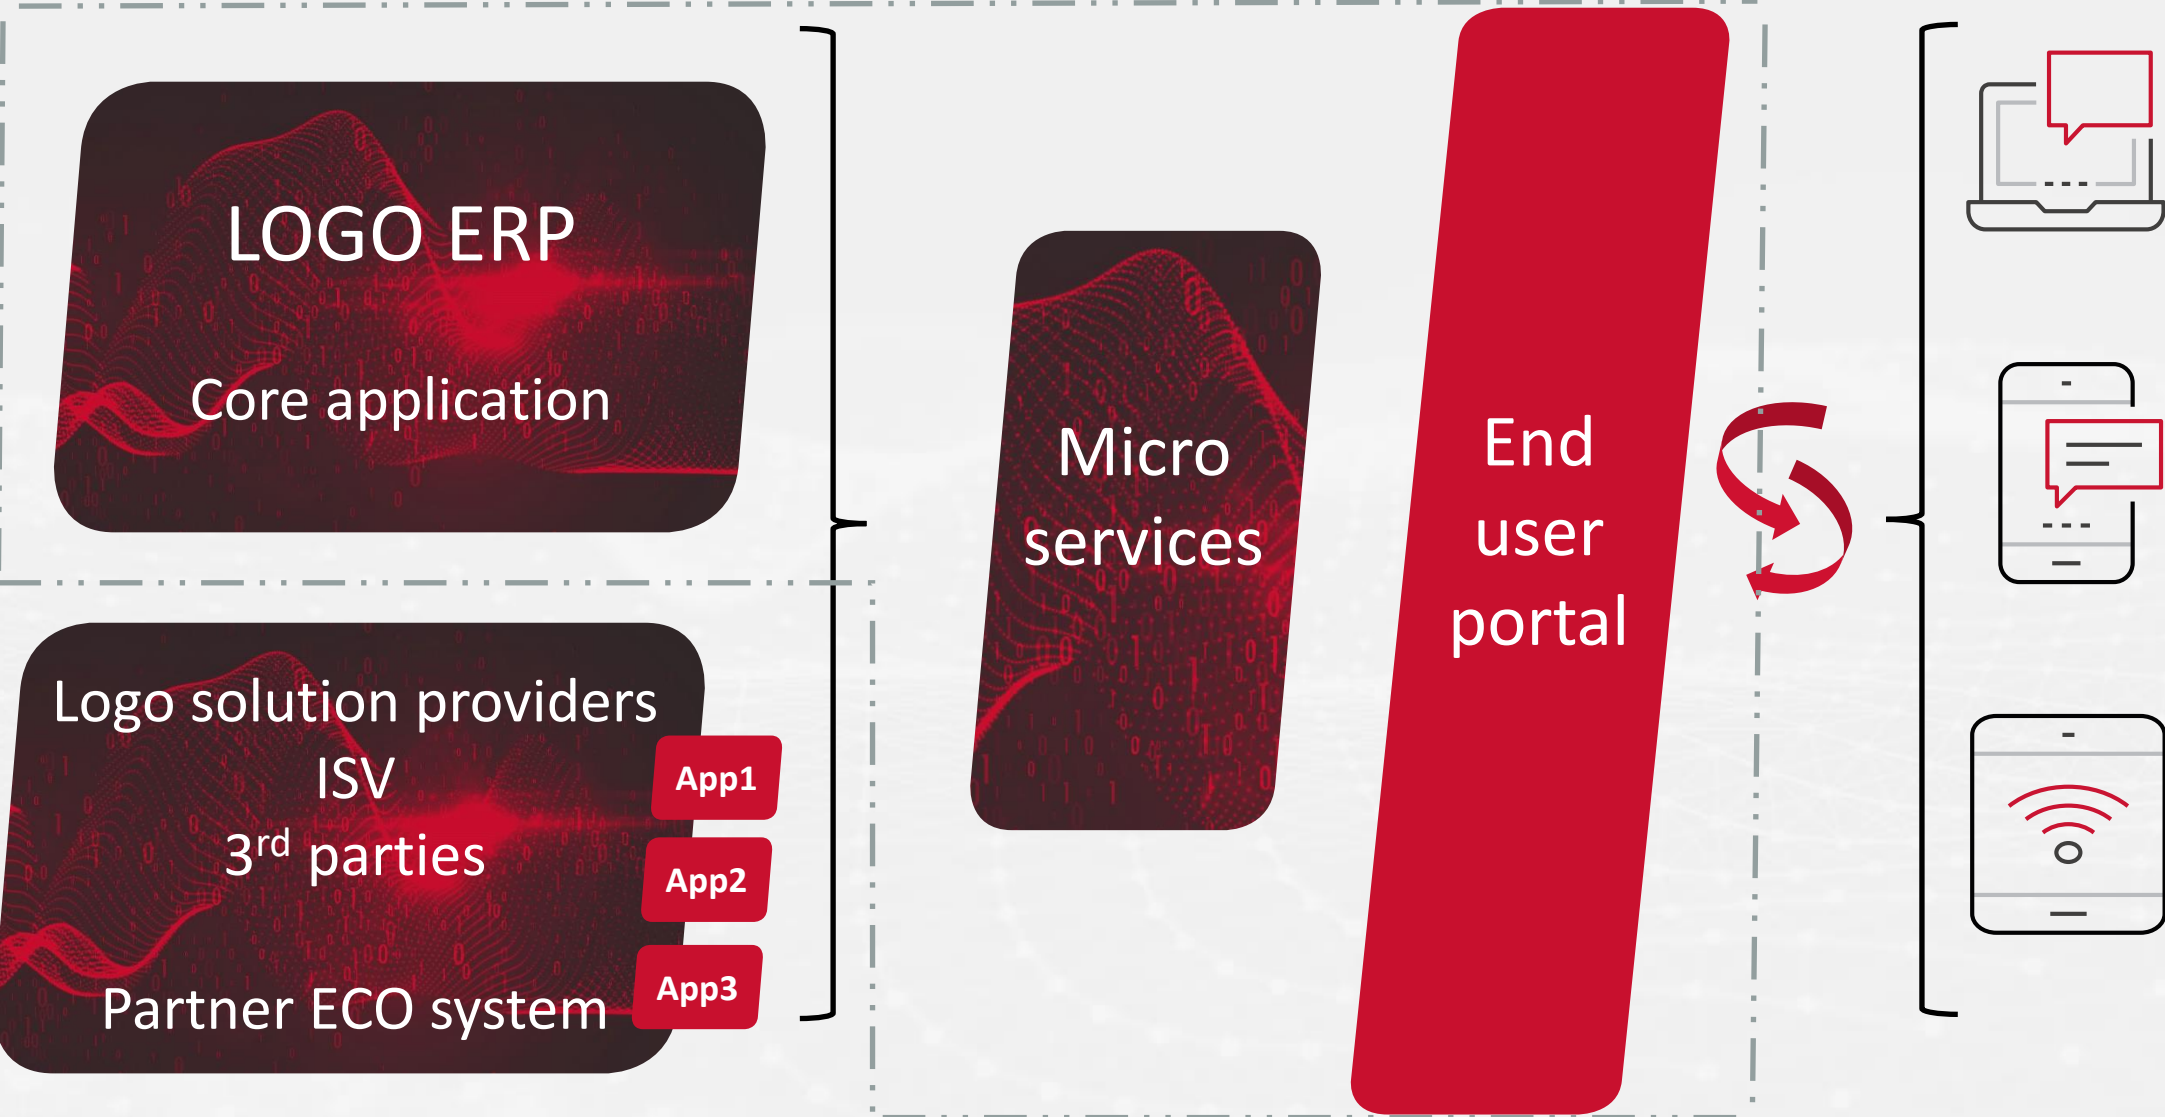 LOGO ERP
Core application
Logo solution providers
ISV
3rd parties
Partner ECO system
App1
App2
App3
Micro
services
End
user
portal